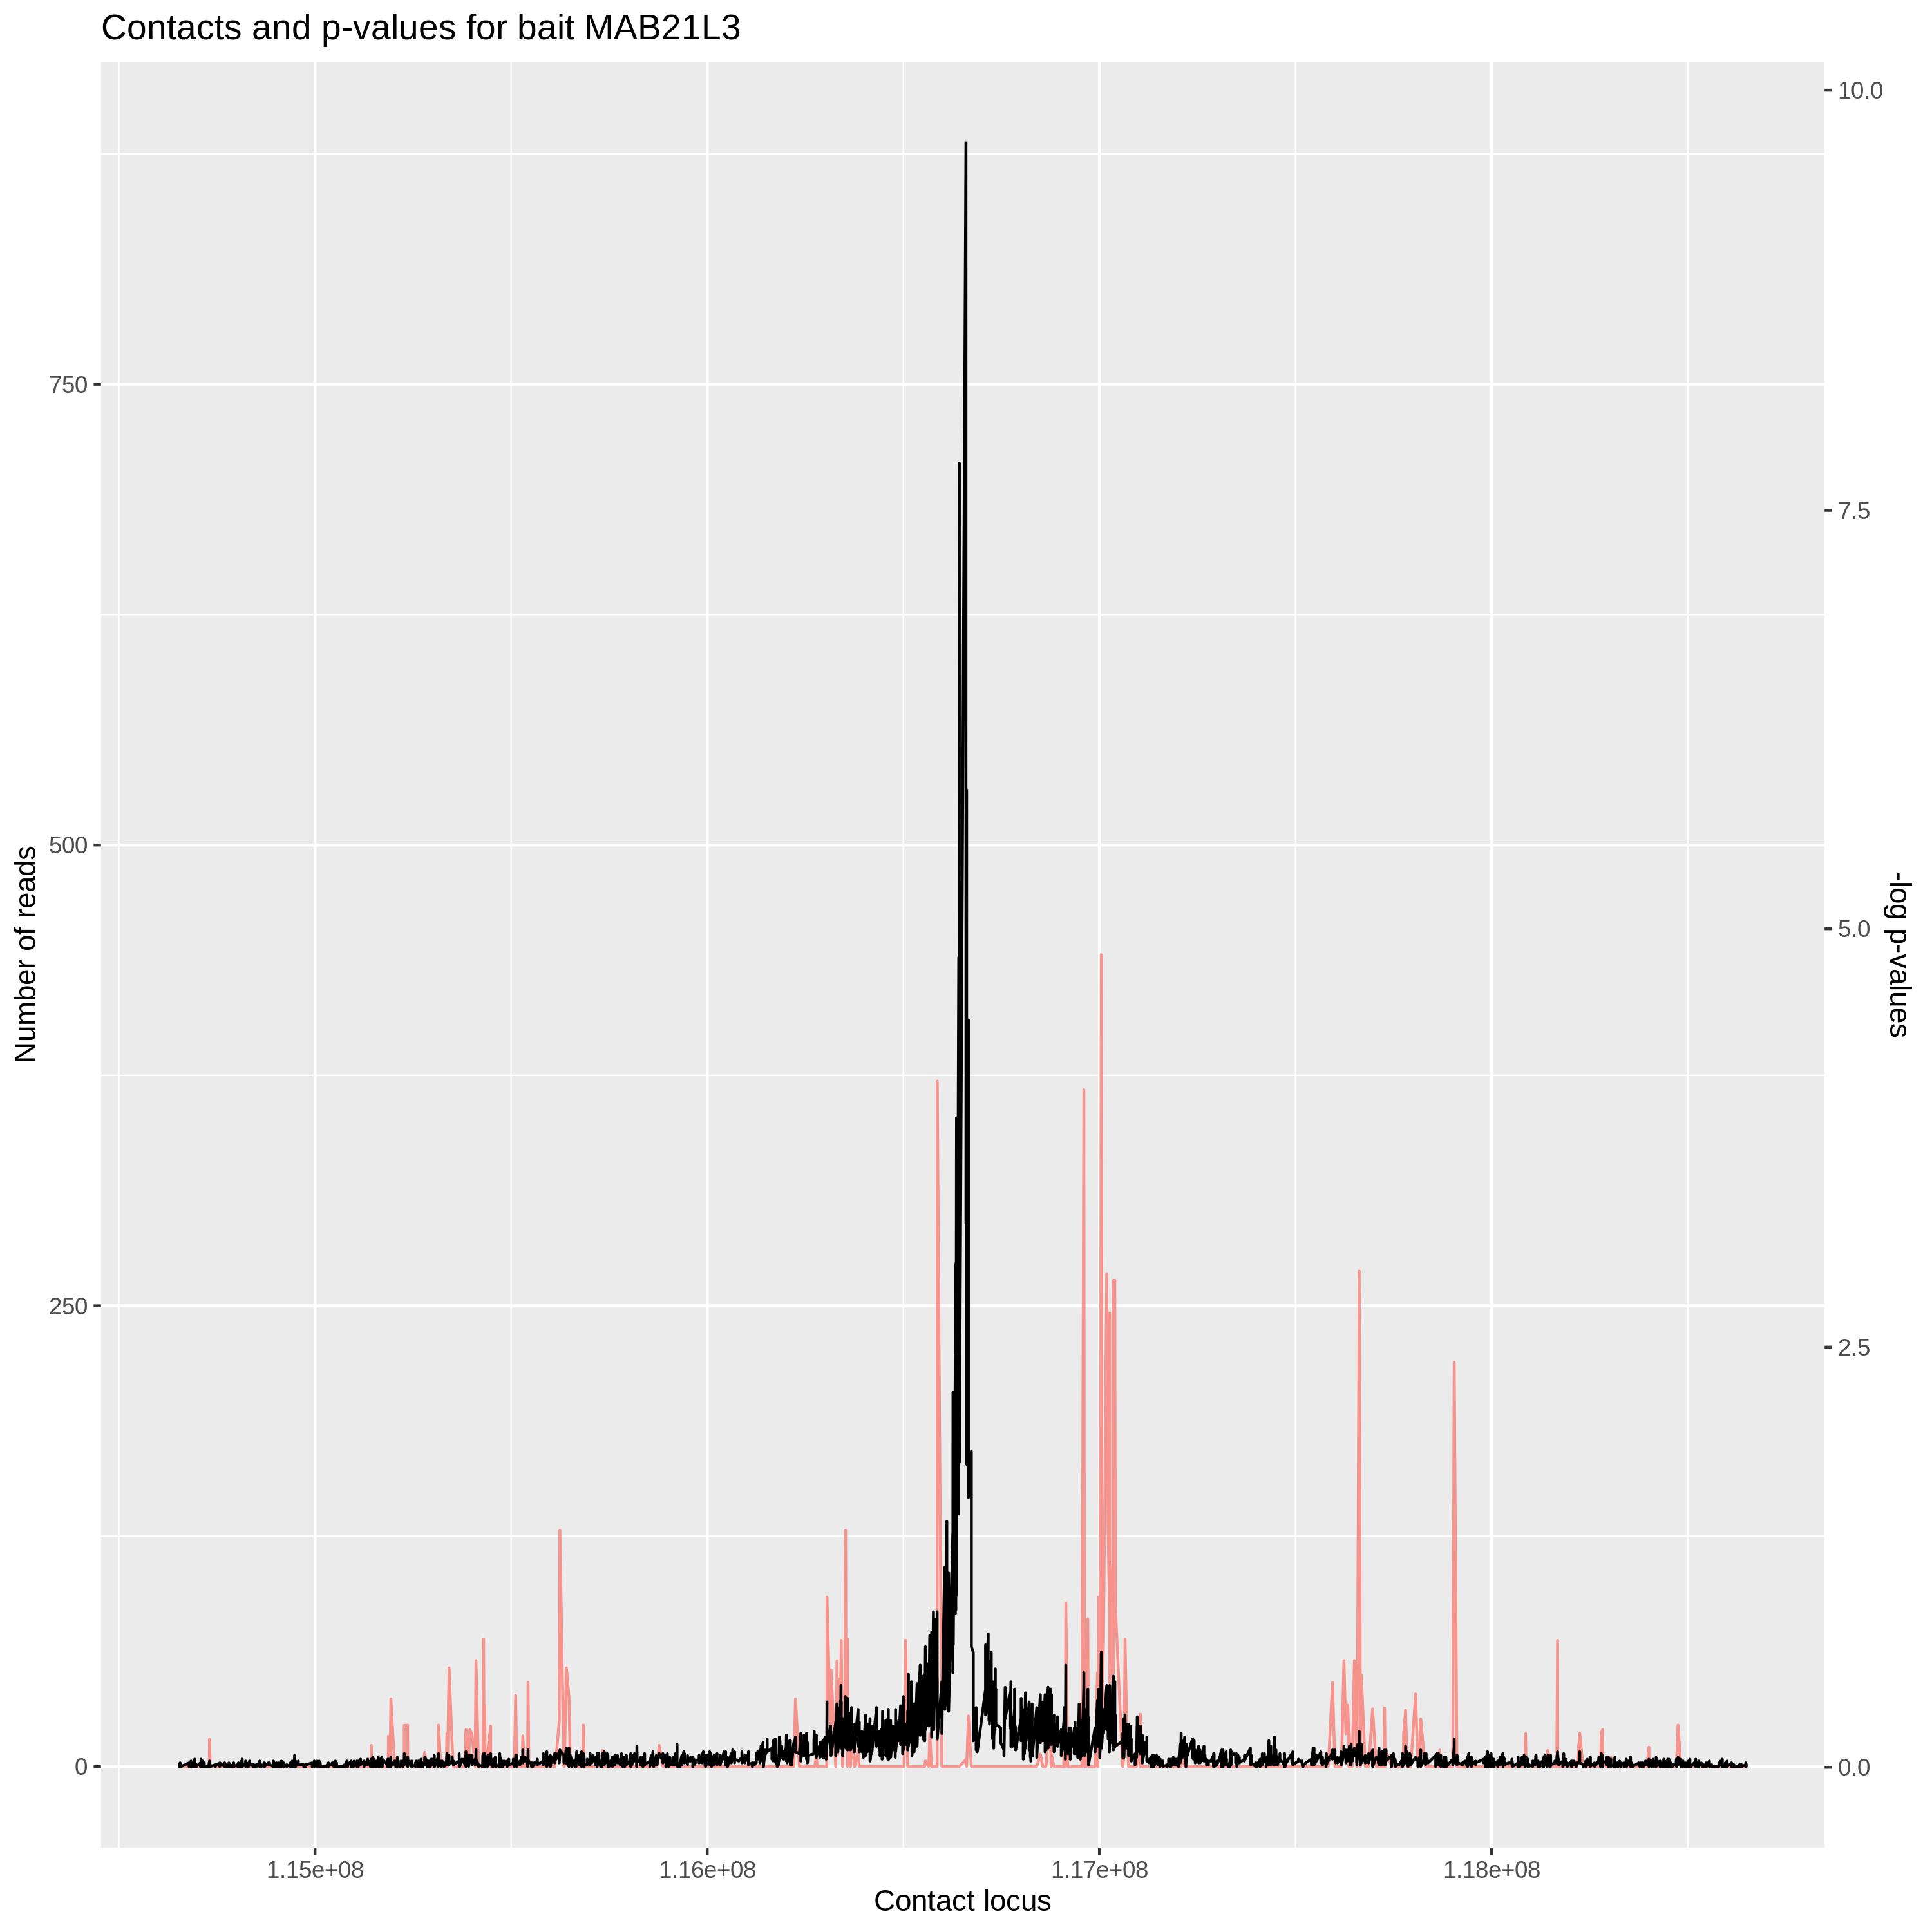 Contacts and p-values for bait MAB21L3
10.0
7.5
5.0
2.5
0.0
750
500
250
0
Number of reads
-log p-values
1.15e+08
1.16e+08
1.17e+08
1.18e+08
Contact locus